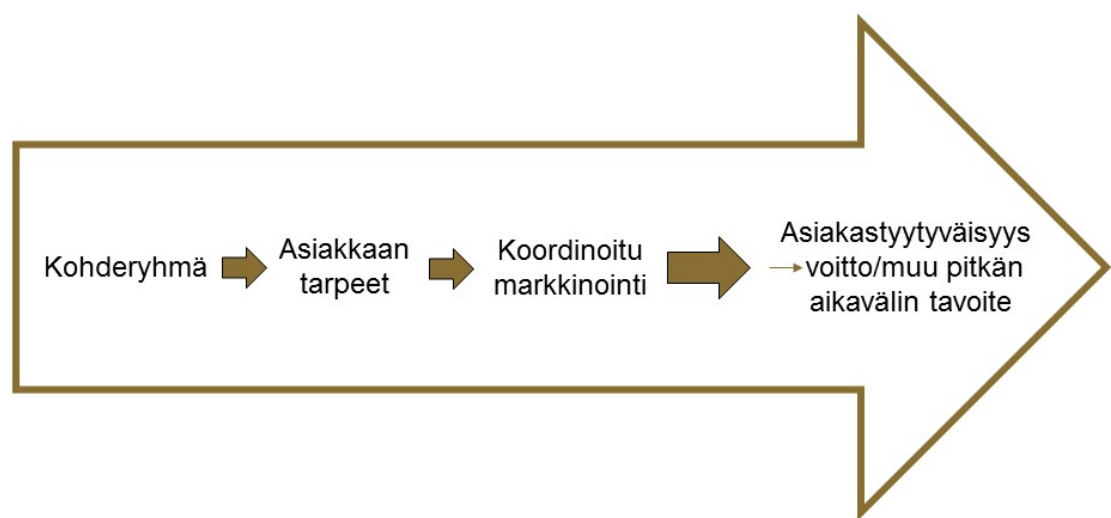 Kohderyhmä
Asiakkaan
tarpeet
Koordinoitu
markkinointi
Asiakastyytyväisyys
voitto/muu pitkän
aikavälin tavoite